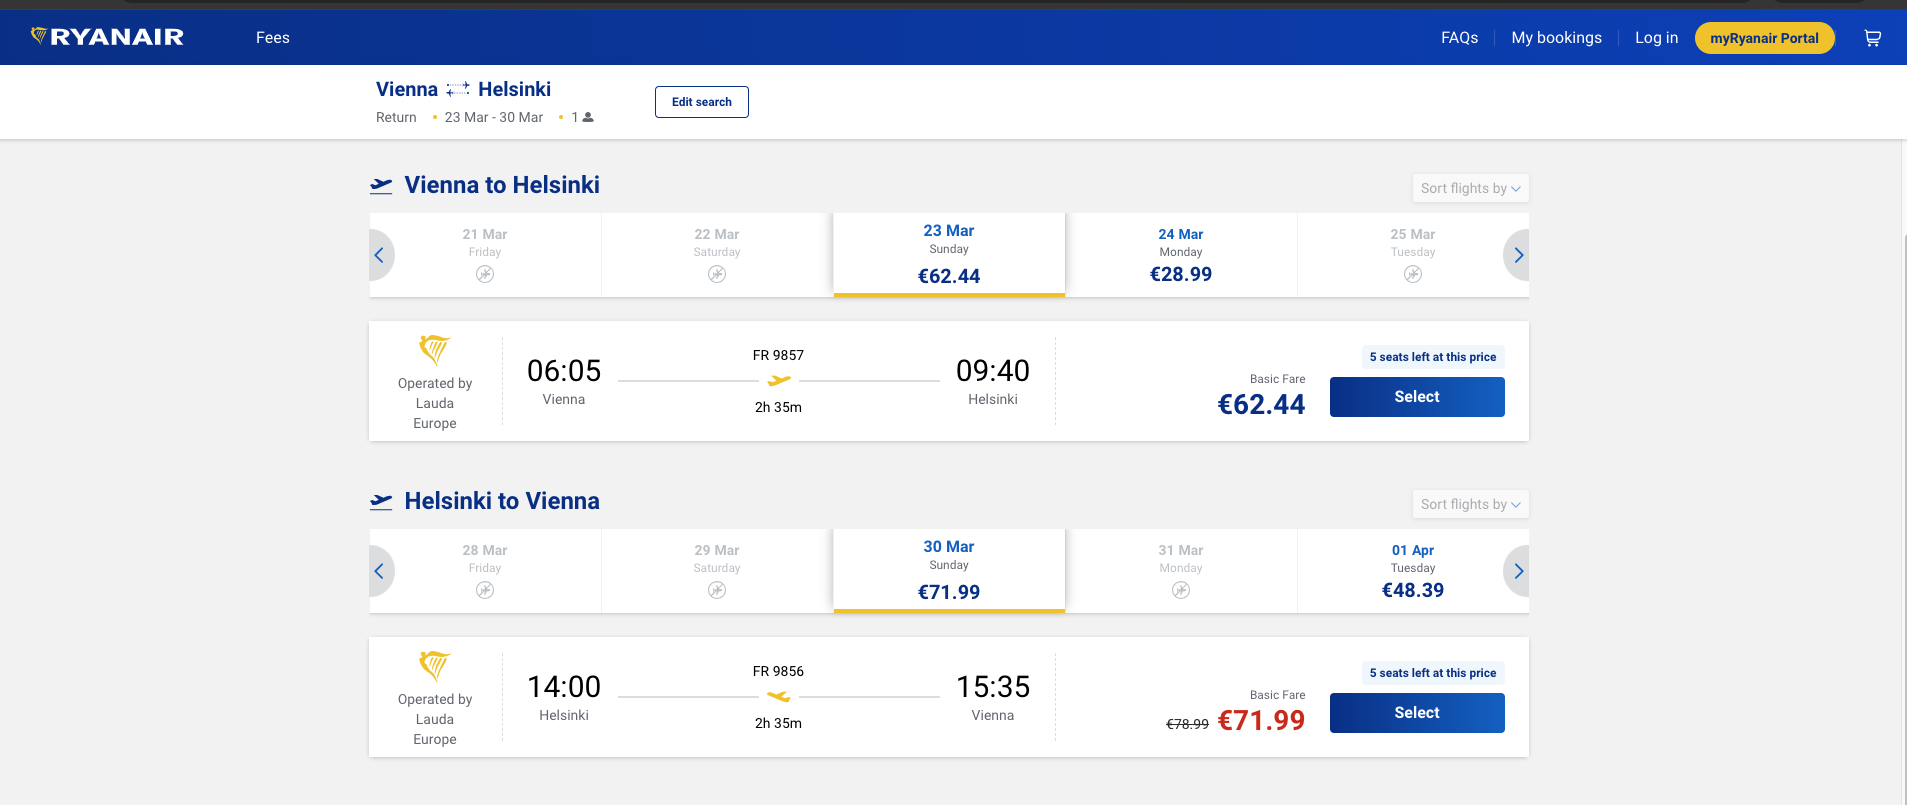 RYANAIR
Fees
FAQs
My bookings
Log in
myRyanair Portal
Vienna Helsinki
Return • 23 Mar - 30 Mar • 1
Edit search
Vienna to Helsinki
Sort flights by
21 Mar
Friday
22 Mar
Saturday
23 Mar
Sunday
€62.44
24 Mar
Monday
€28.99
25 Mar
Tuesday
Operated by
Lauda
Europe
06:05
Vienna
FR 9857
2h 35m
09:40
Helsinki
Basic Fare
€62.44
5 seats left at this price
Select
Helsinki to Vienna
Sort flights by
28 Mar
Friday
29 Mar
Saturday
30 Mar
Sunday
€71.99
31 Mar
Monday
01 Apr
Tuesday
€48.39
Operated by
Lauda
Europe
14:00
Helsinki
FR 9856
2h 35m
15:35
Vienna
Basic Fare
€78.99 €71.99
5 seats left at this price
Select